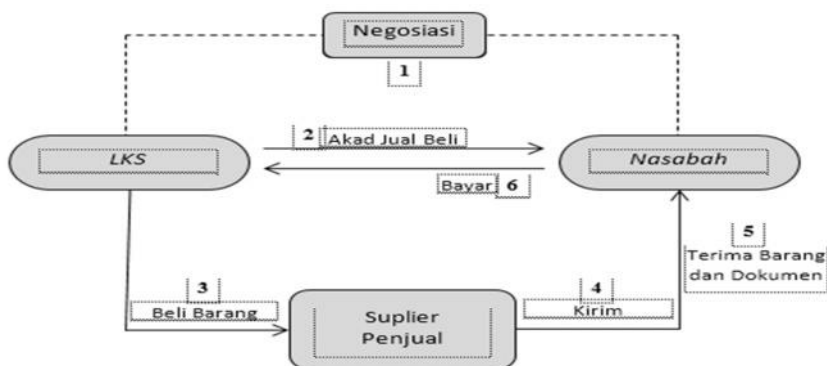 Negosiasi
1
2 Akad Jual Beli
LKS
Nasabah
Bayar 6
5
Terima Barang
dan Dokumen
3
Beli Barang
4
Kirim
Suplier
Penjual